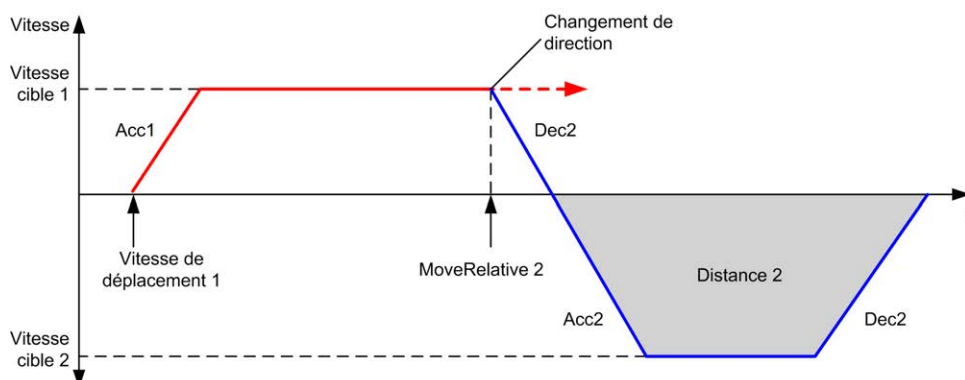 Vitesse
Changement de
direction
Vitesse
cible 1
Acc1
Dec2
Vitesse de
déplacement 1
MoveRelative 2
Distance 2
Acc2
Dec2
Vitesse
cible 2